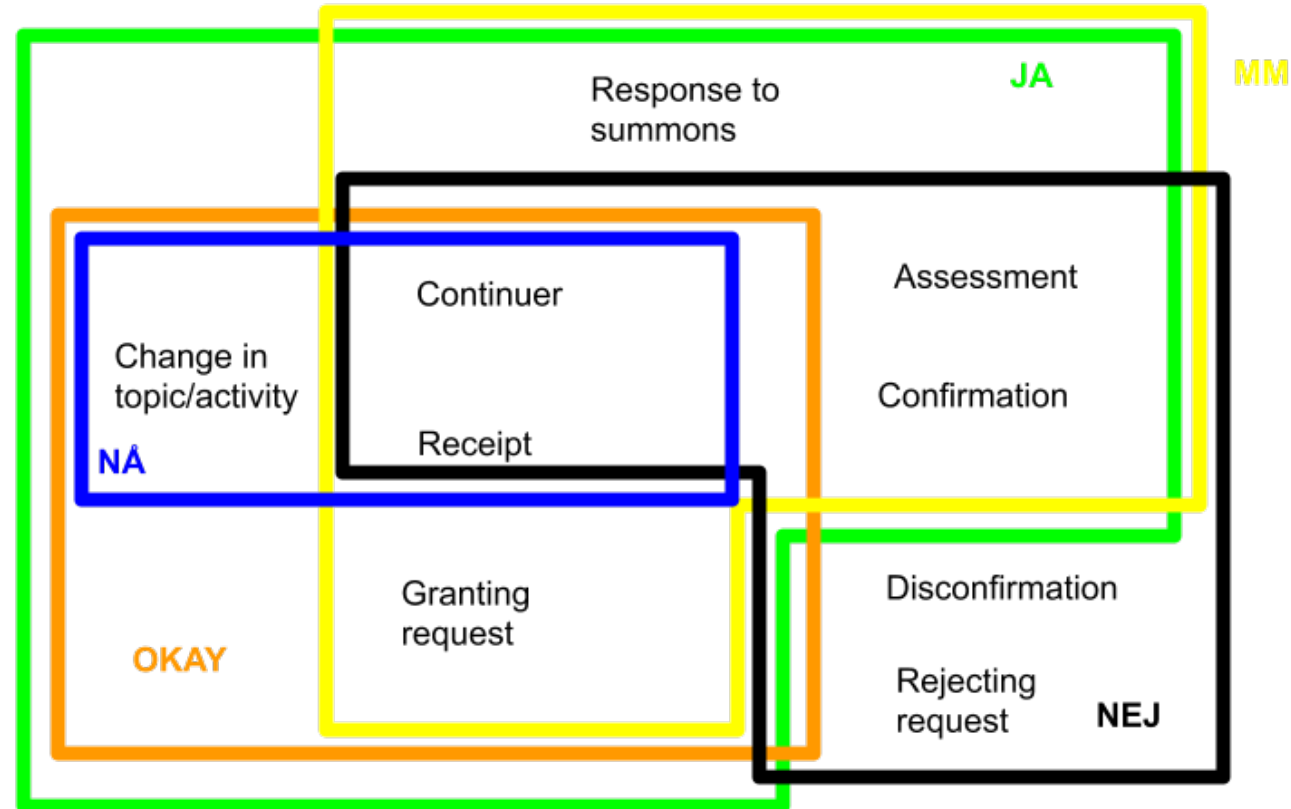 JA
MM
Response to
summons
Assessment
Continuer
Change in
topic/activity
Confirmation
Receipt
NÅ
Granting
request
Disconfirmation
OKAY
Rejecting
request
NEJ